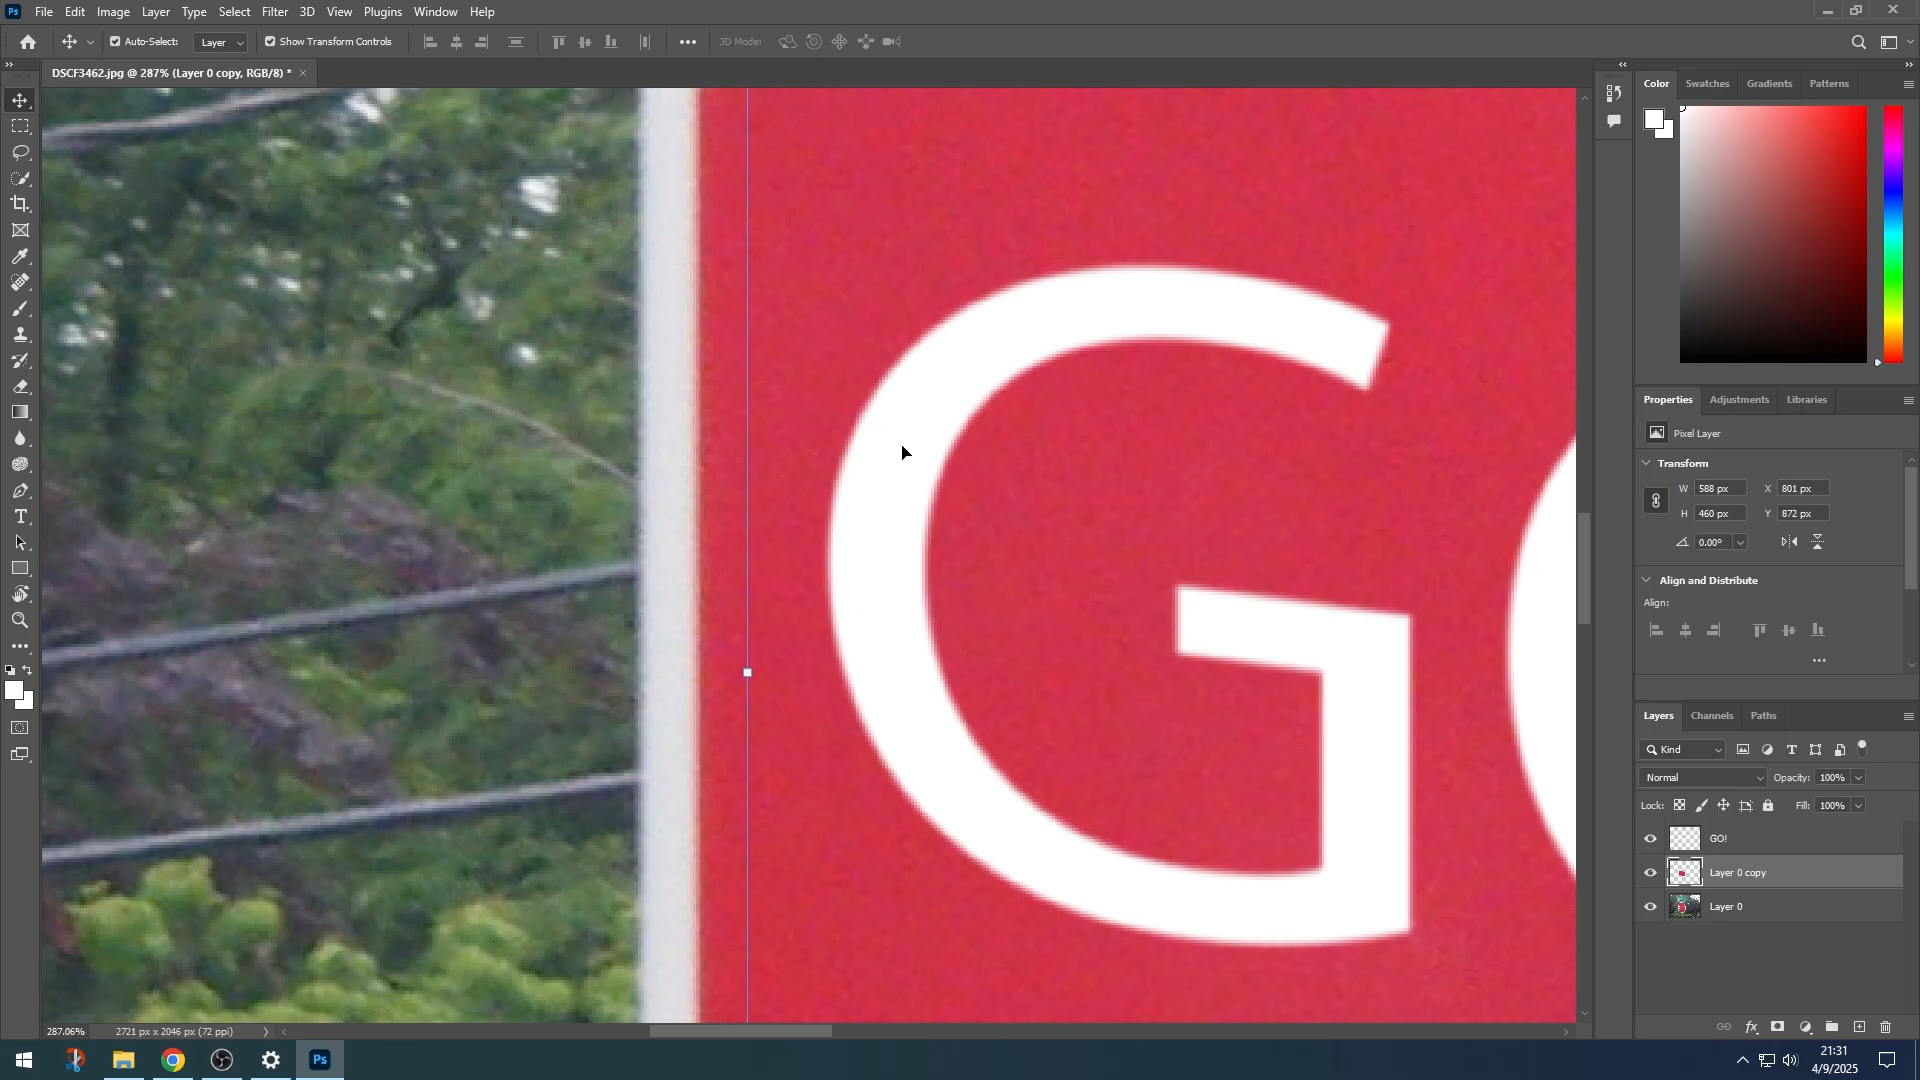 Ps File Edit Image Layer Type Select Filter 3D View Plugins Window Help
Auto-Select: Layer Show Transform Controls 3D Mode:
DSCF3462.jpg @ 287% (Layer 0 copy, RGB/8) *
Color Swatches Gradients Patterns
G
Properties Adjustments Libraries
Pixel Layer
Transform
W 588 px X 801 px
H 460 px Y 872 px
0.00°
Align and Distribute
Align:
Layers Channels Paths
Kind
Normal Opacity: 100%
Lock: Fill: 100%
GO!
Layer 0 copy
Layer 0
287.06% 2721 px x 2046 px (72 ppi)
fx
Ps
21:31
4/9/2025